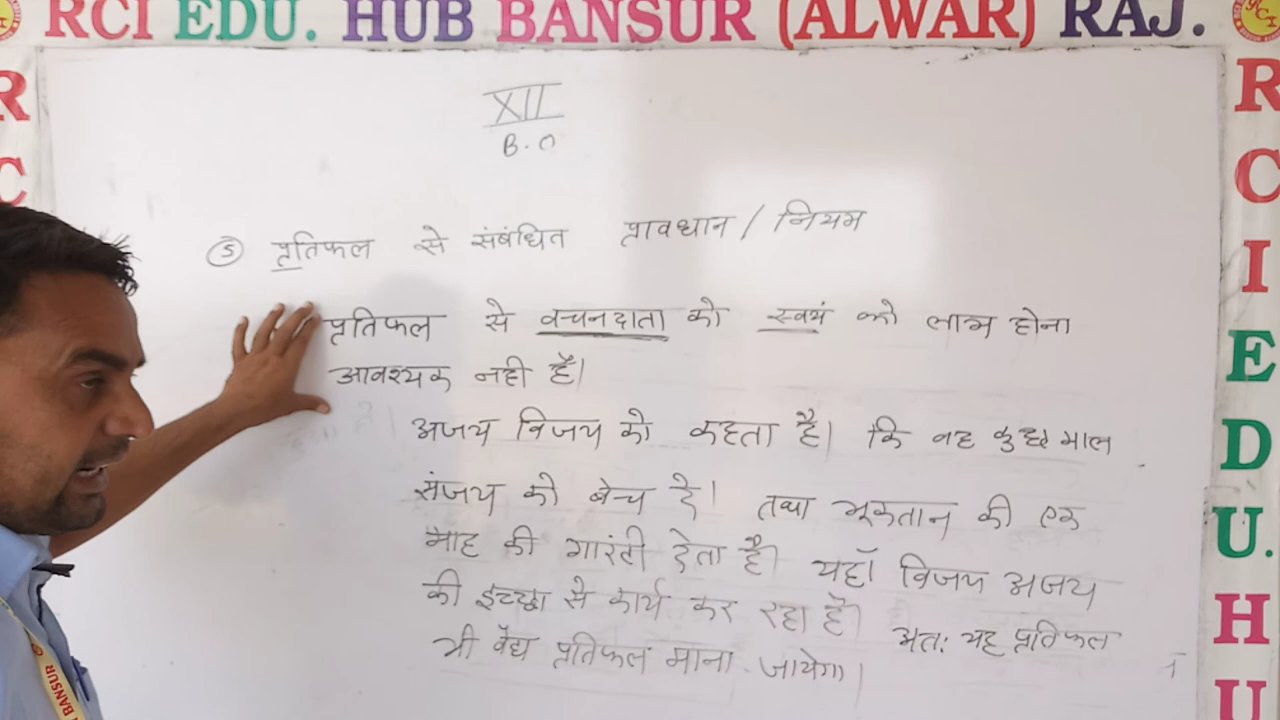 RCI EDU. HUB BANSUR (ALWAR) RAJ.
XII
B.O
⑤ प्रतिफल से संबंधित प्रावधान / नियम
प्रतिफल से वचनदाता को स्वयं को लाभ होना
आवश्यक नही है।
अजय विजय को कहता है। कि वह कुछ माल
संजय को बेच दे। तथा भूकतान की एक
माह की गारंटी देता है। यहाँ विजय अजय
की इच्छा से कार्य कर रहा है। अतः यह प्रतिफल
भी वैद्य प्रतिफल माना जायेगा।
R
C
R
C
I
E
D
U.
H
U
BANSUR